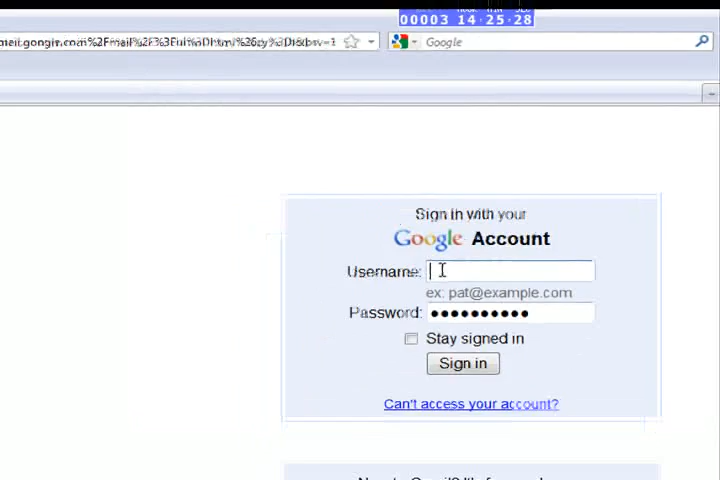 00003 14:25:28
Google
Sign in with your
Google Account
Username:
ex: pat@example.com
Password: ●●●●●●●●●●
Stay signed in
Sign in
Can't access your account?